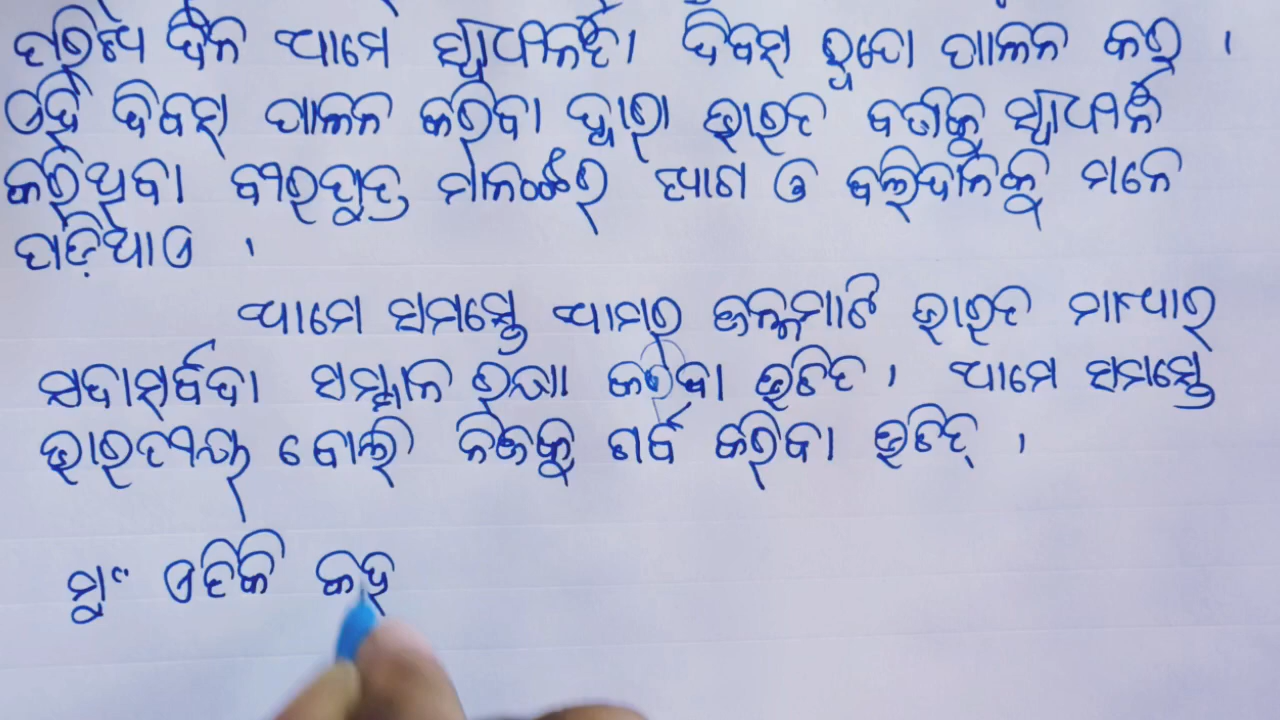 ଦିନ ଆମେ ସ୍ୱାଧୀନତା ଦିବସ ରୂପେ ପାଳନ କରୁ ।
ଏହି ଦିବସ ପାଳନ କରିବା ଦ୍ୱାରା ଭାରତ ବର୍ଷକୁ ସ୍ୱାଧୀନ
କରିଥିବା ବୀରପୁତ୍ର ମାନଙ୍କର ତ୍ୟାଗ ଓ ବଳିଦାନକୁ ମନେ
ପଡ଼ିଥାଏ ।
ଆମେ ସମସ୍ତେ ଆମର ଜନ୍ମମାଟି ଭାରତ ମାଆର
ସଦାସର୍ବଦା ସମ୍ମାନ ରକ୍ଷା କରିବା ଉଚିତ । ଆମେ ସମସ୍ତେ
ଭାରତୀୟ ବୋଲି ନିଜକୁ ଗର୍ବ କରିବା ଉଚିତ୍ ।
ମୁଁ ଏତିକି କହି